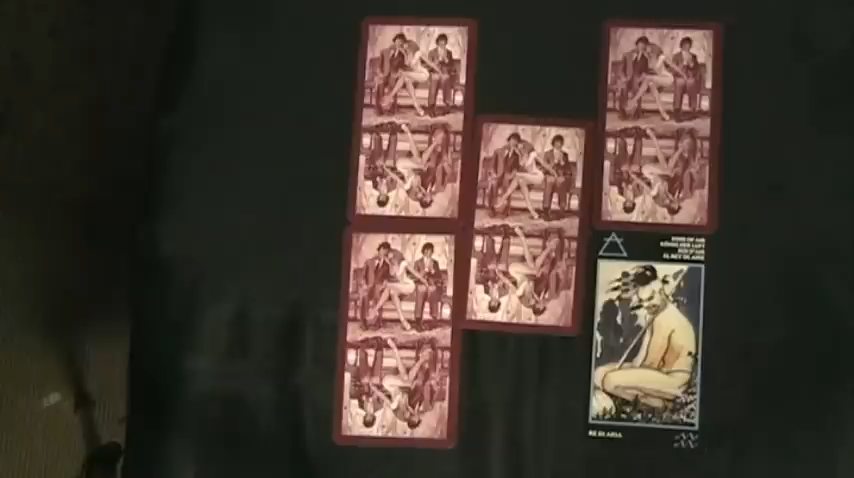 KING OF AIR
KÖNIG DER LUFT
ROI D'AIR
EL REY DE AIRE
RE DI ARIA